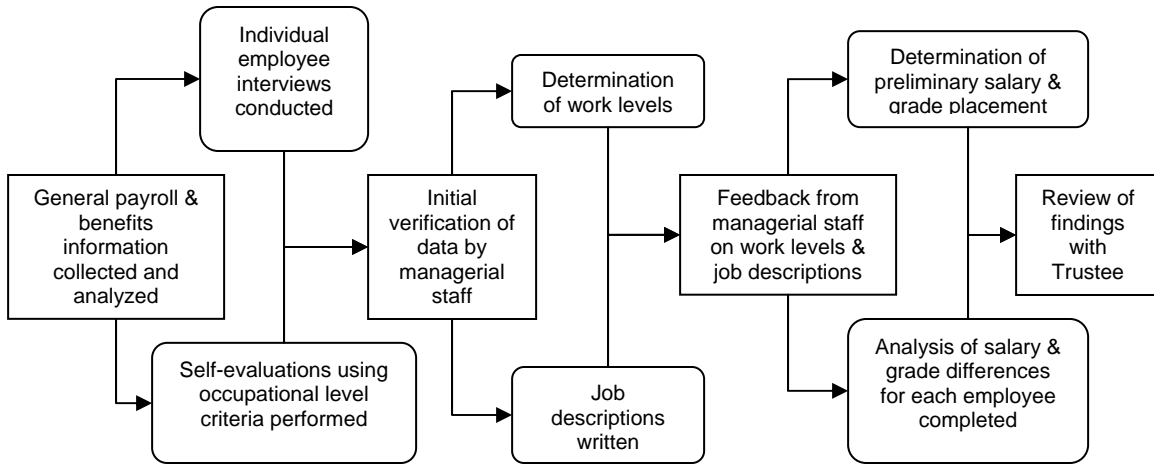 General payroll &
benefits
information
collected and
analyzed
Individual
employee
interviews
conducted
Self-evaluations using
occupational level
criteria performed
Initial
verification of
data by
managerial
staff
Determination
of work levels
Job
descriptions
written
Feedback from
managerial staff
on work levels &
job descriptions
Determination of
preliminary salary &
grade placement
Analysis of salary &
grade differences
for each employee
completed
Review of
findings
with
Trustee